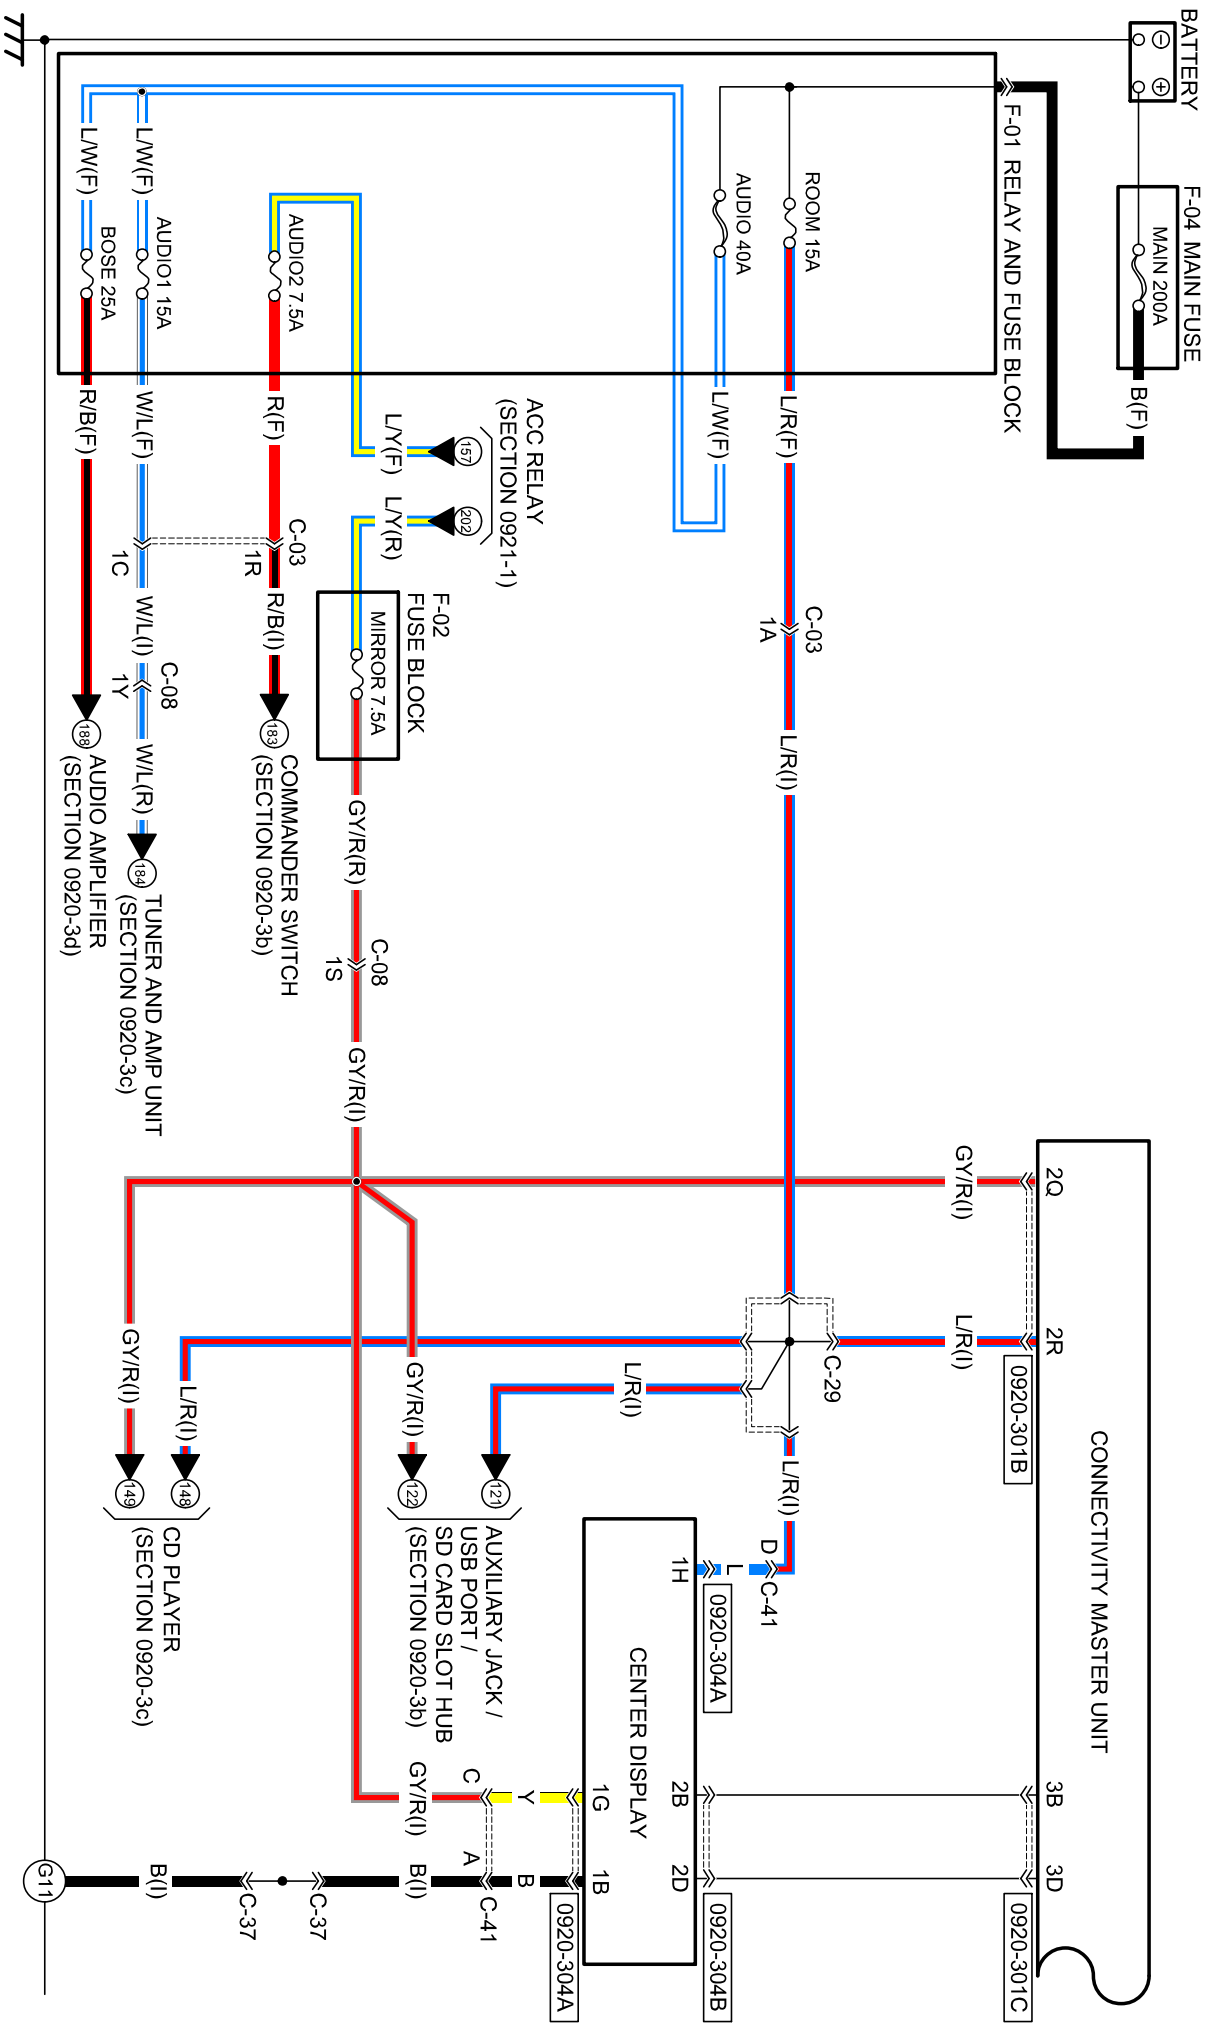 BATTERY
⊖
⊕
F-04 MAIN FUSE
MAIN 200A
B(F)
F-01 RELAY AND FUSE BLOCK
ROOM 15A
L/R(F)
C-03
1A
L/R(I)
AUDIO 40A
L/W(F)
ACC RELAY
(SECTION 0921-1)
157
202
L/Y(F)
L/Y(R)
F-02
FUSE BLOCK
MIRROR 7.5A
GY/R(R)
C-08
1S
GY/R(I)
AUDIO2 7.5A
R(F)
C-03
1R
R/B(I)
183
COMMANDER SWITCH
(SECTION 0920-3b)
L/W(F)
AUDIO1 15A
W/L(F)
1C
W/L(I)
C-08
1Y
W/L(R)
184
TUNER AND AMP UNIT
(SECTION 0920-3c)
L/W(F)
BOSE 25A
R/B(F)
188
AUDIO AMPLIFIER
(SECTION 0920-3d)
CONNECTIVITY MASTER UNIT
2Q
2R
3B
3D
0920-301B
0920-301C
GY/R(I)
L/R(I)
C-29
L/R(I)
D
C-41
L
1H
0920-304A
2B
2D
0920-304B
CENTER DISPLAY
1G
1B
0920-304A
Y
B
C
A
C-41
GY/R(I)
B(I)
C-37
C-37
B(I)
G11
L/R(I)
121
GY/R(I)
122
AUXILIARY JACK /
USB PORT /
SD CARD SLOT HUB
(SECTION 0920-3b)
L/R(I)
148
GY/R(I)
149
CD PLAYER
(SECTION 0920-3c)